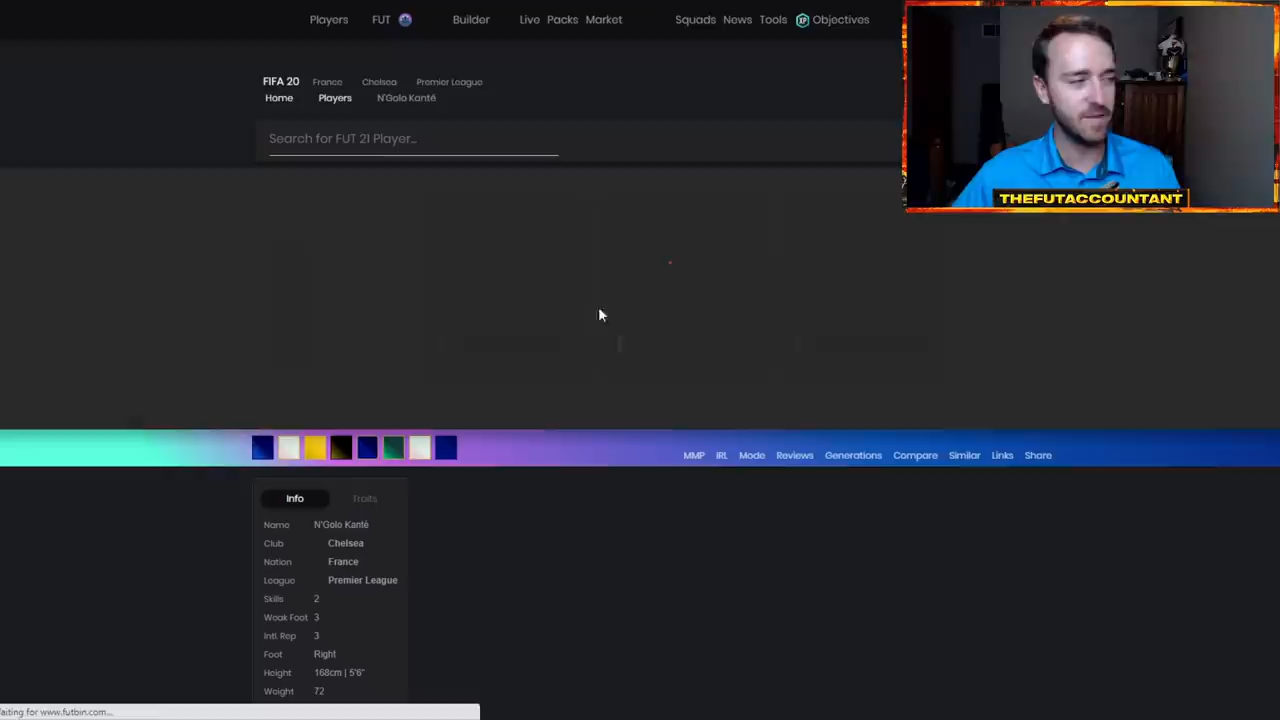 Players FUT Builder Live Packs Market Squads News Tools XP Objectives
FIFA 20 France Chelsea Premier League
Home Players N'Golo Kanté
Search for FUT 21 Player...
THEFUTACCOUNTANT
MMP IRL Mode Reviews Generations Compare Similar Links Share
Info Traits
Name N'Golo Kanté
Club Chelsea
Nation France
League Premier League
Skills 2
Weak Foot 3
Intl. Rep 3
Foot Right
Height 168cm | 5'6"
Weight 72
aiting for www.futbin.com...